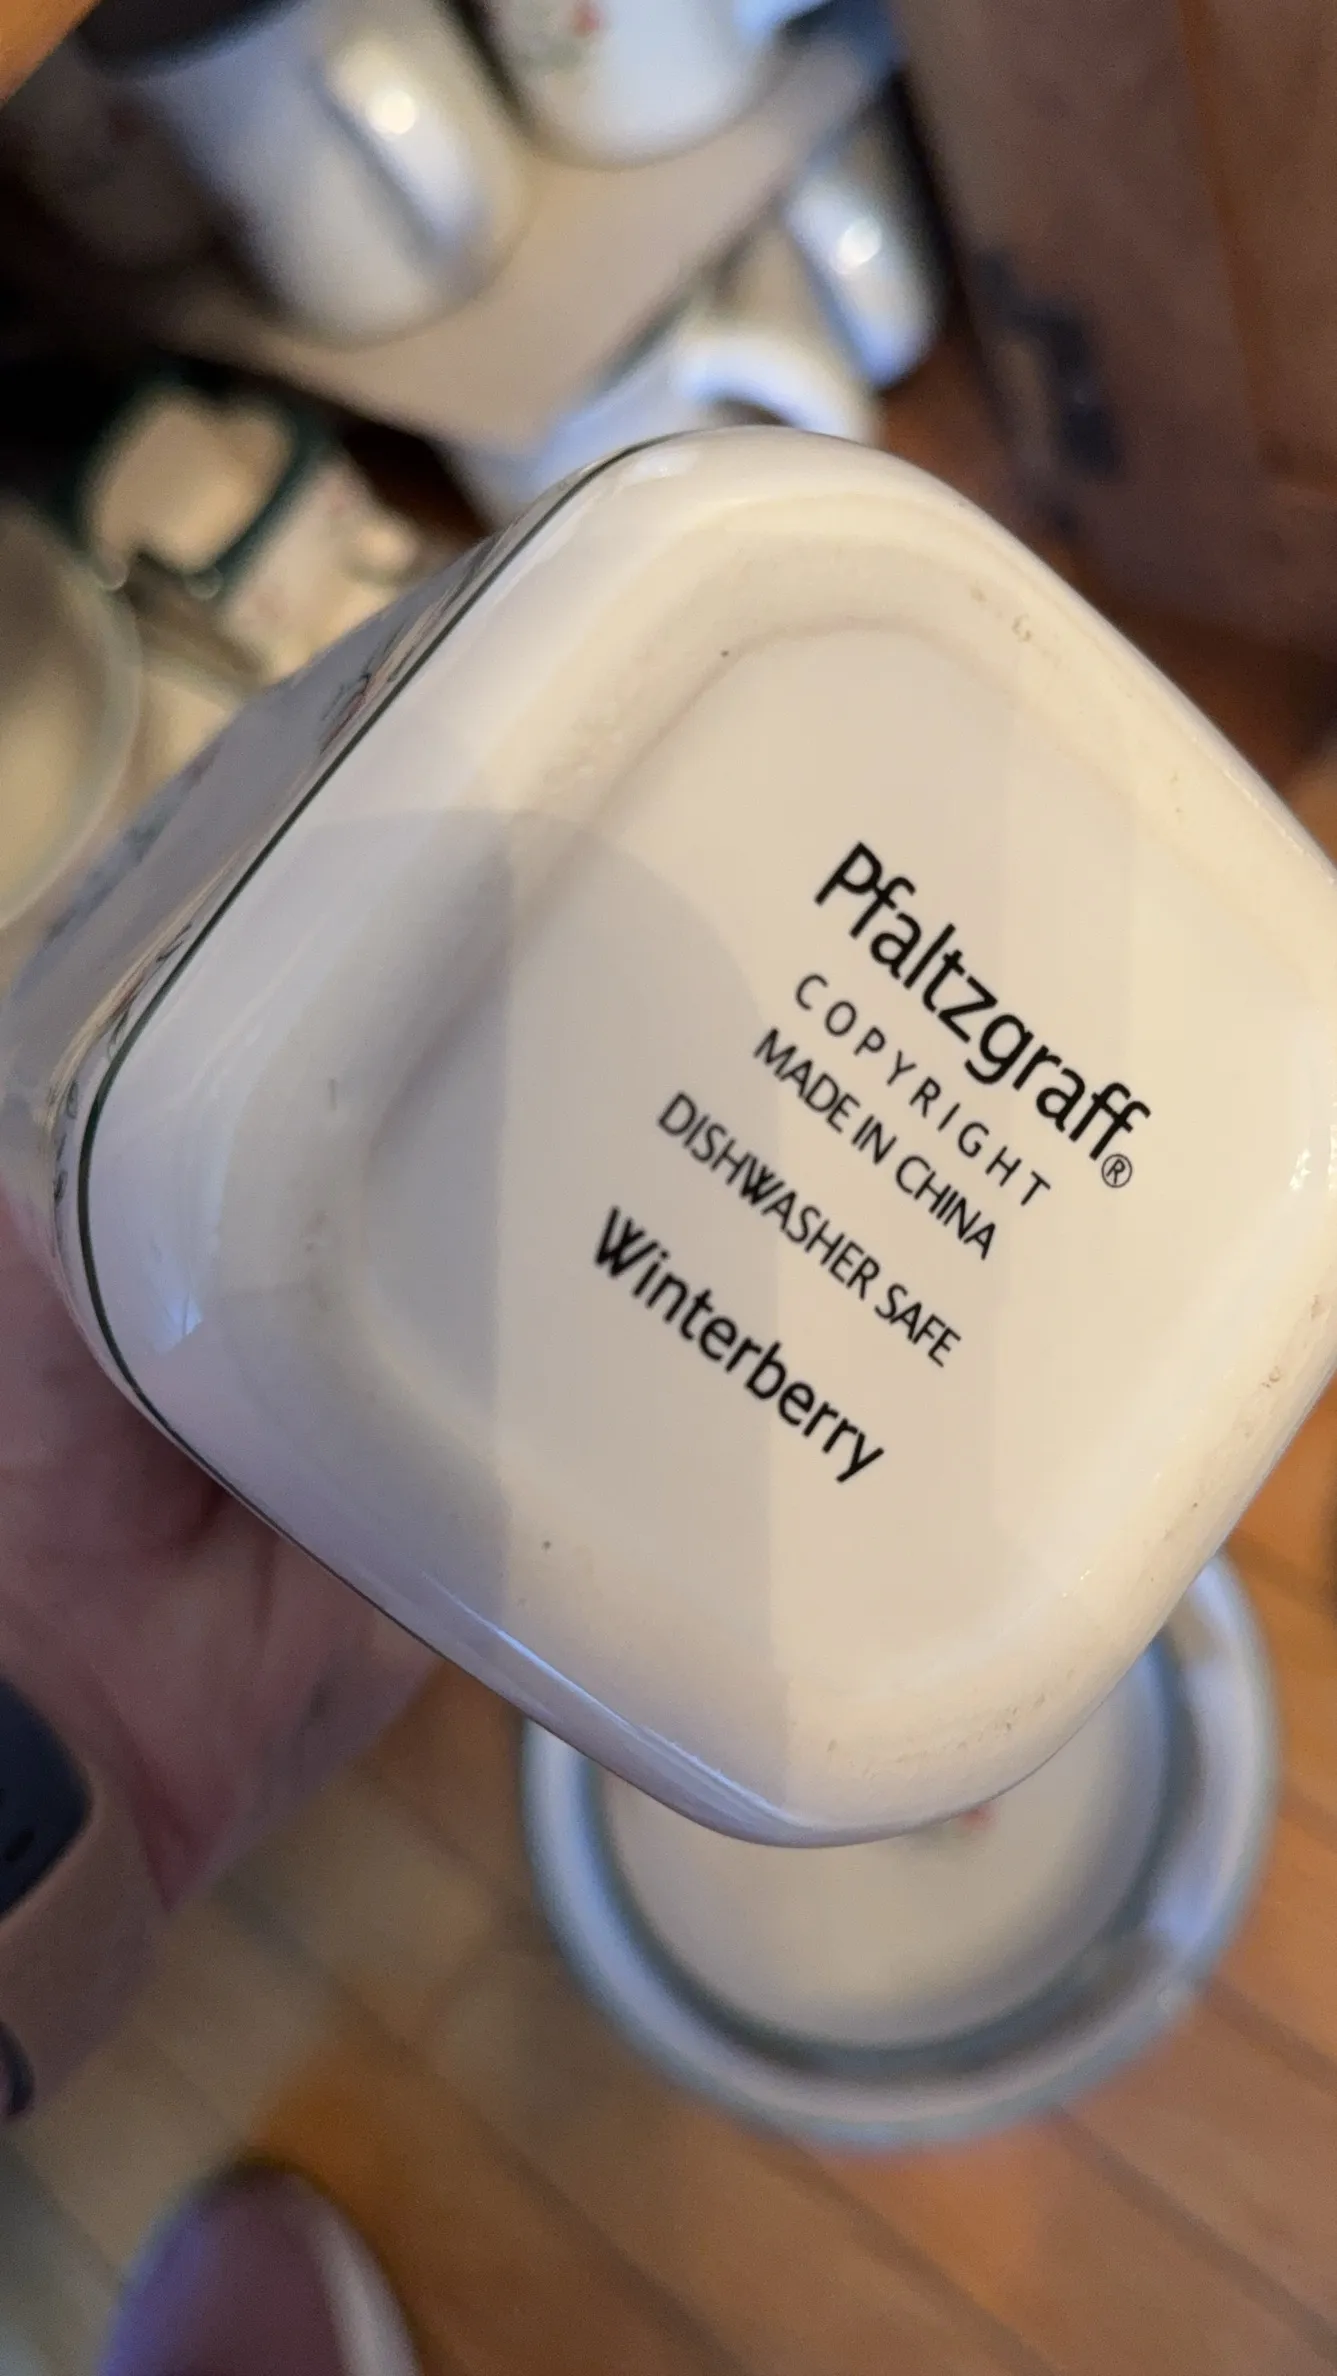 Pfaltzgraff®
COPYRIGHT
MADE IN CHINA
DISHWASHER SAFE
Winterberry